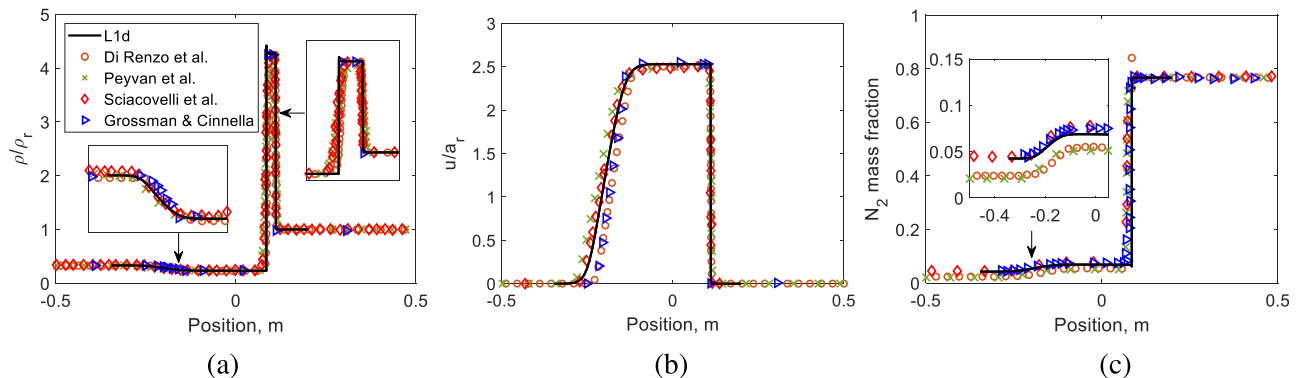 5
4
3
2
1
0
-0.5
0
0.5
ρ/ρr
Position, m
L1d
Di Renzo et al.
Peyvan et al.
Sciacovelli et al.
Grossman & Cinnella
(a)
3
2.5
2
1.5
1
0.5
0
-0.5
0
0.5
u/ar
Position, m
(b)
1
0.8
0.6
0.4
0.2
0
-0.5
0
0.5
N2 mass fraction
0.15
0.1
0.05
0
-0.4
-0.2
0
Position, m
(c)